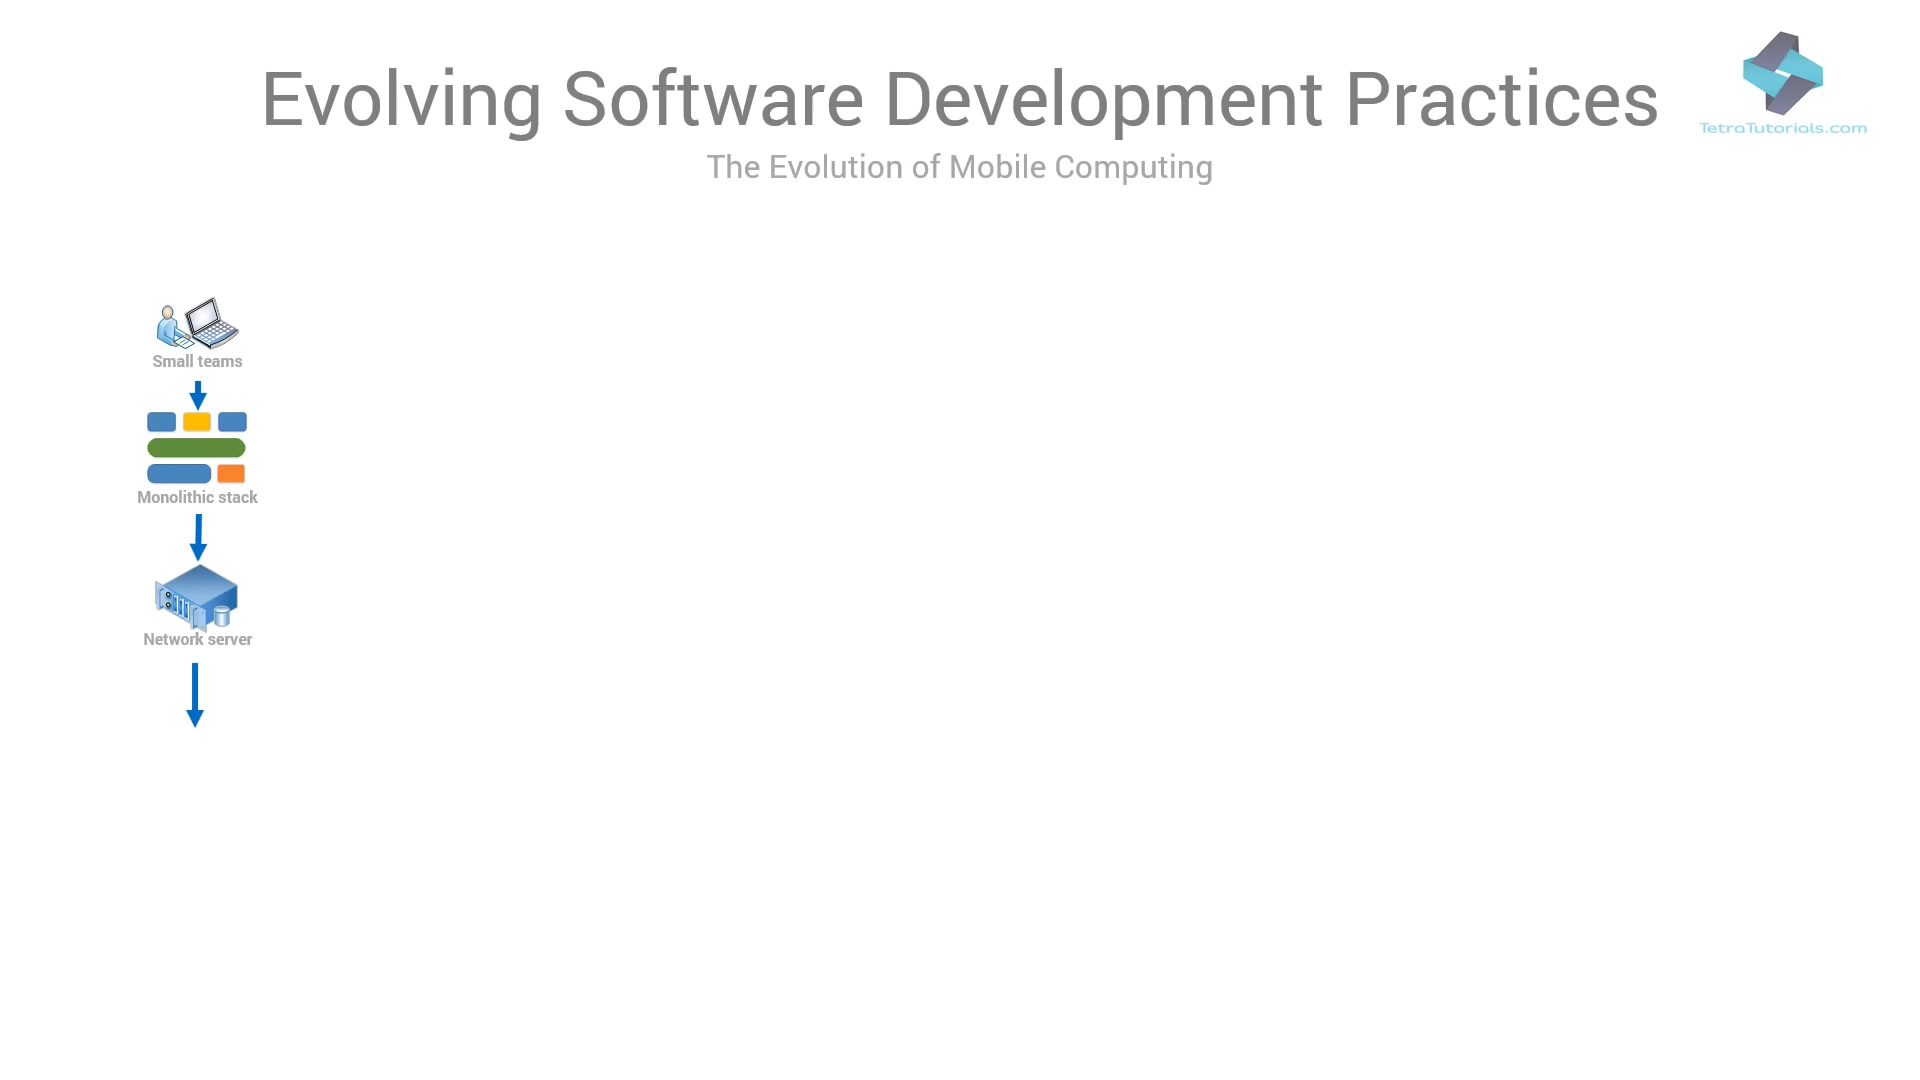 Evolving Software Development Practices
The Evolution of Mobile Computing
TetraTutorials.com
Small teams
Monolithic stack
Network server